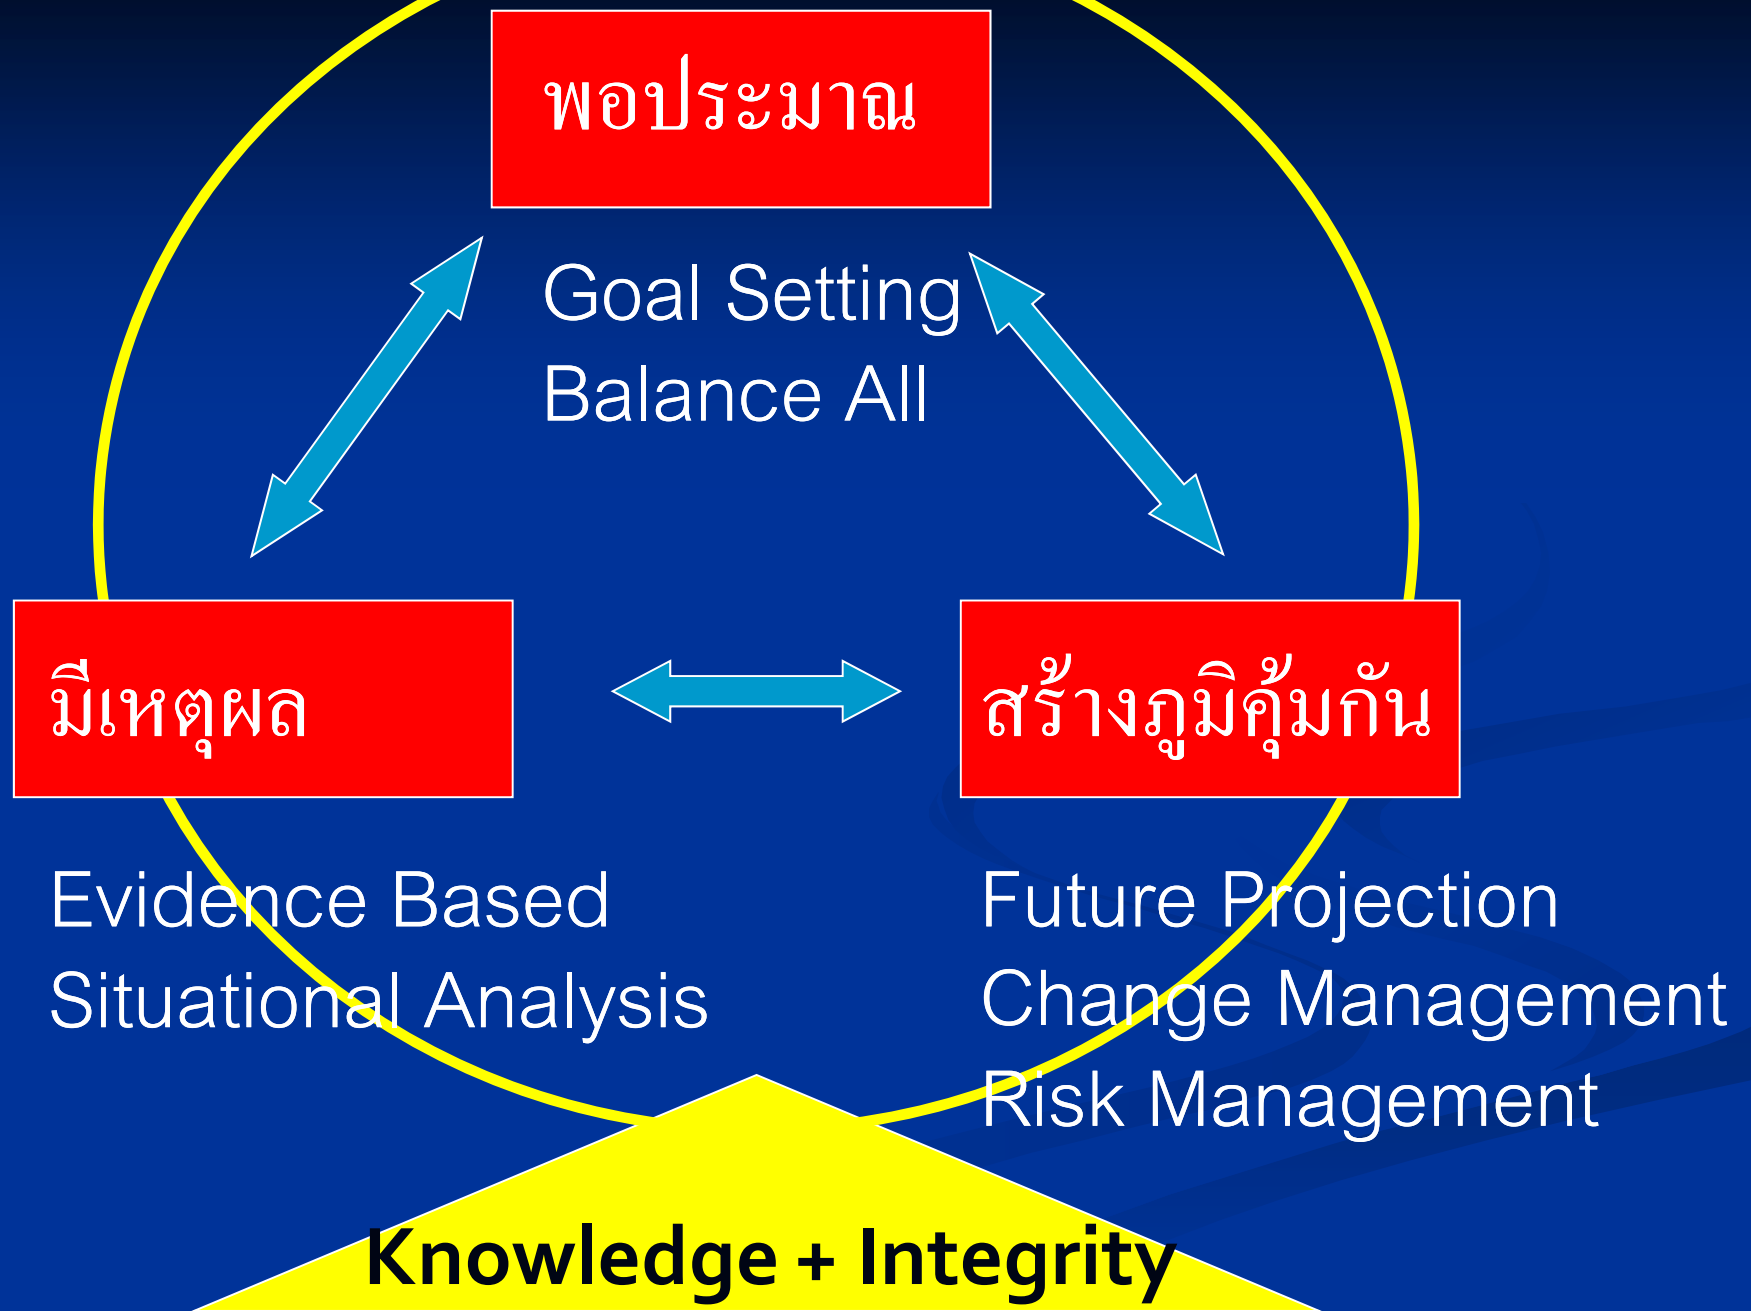 พอประมาณ
Goal Setting
Balance All
มีเหตุผล
Evidence Based
Situational Analysis
สร้างภูมิคุ้มกัน
Future Projection
Change Management
Risk Management
Knowledge + Integrity